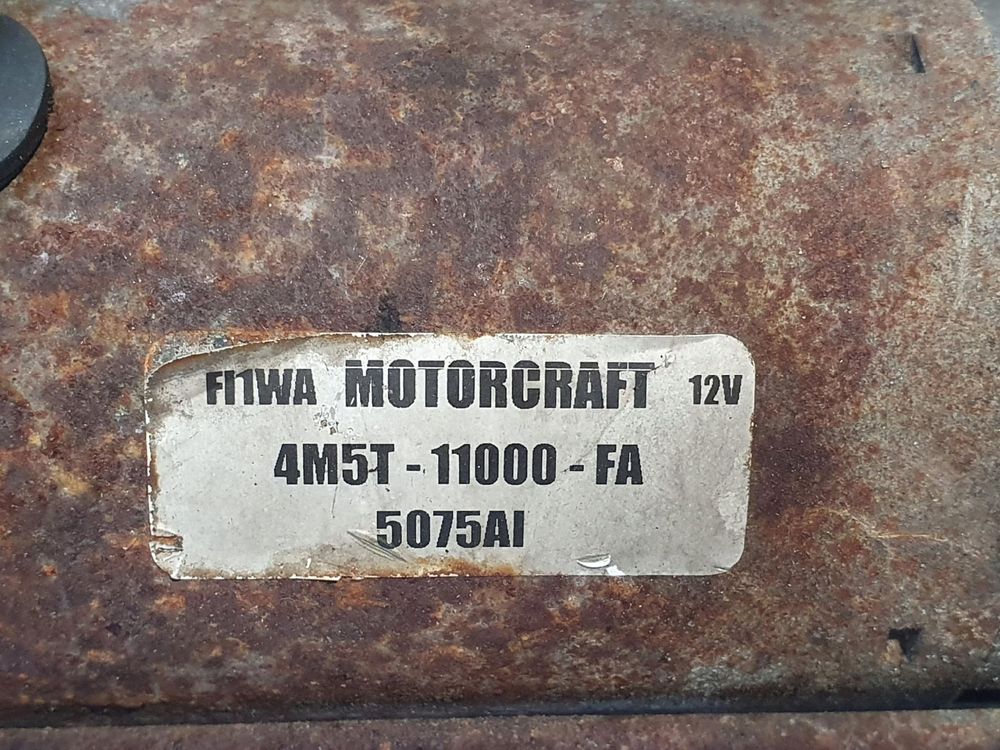 FI1WA MOTORCRAFT 12V
4M5T - 11000 - FA
5075AI